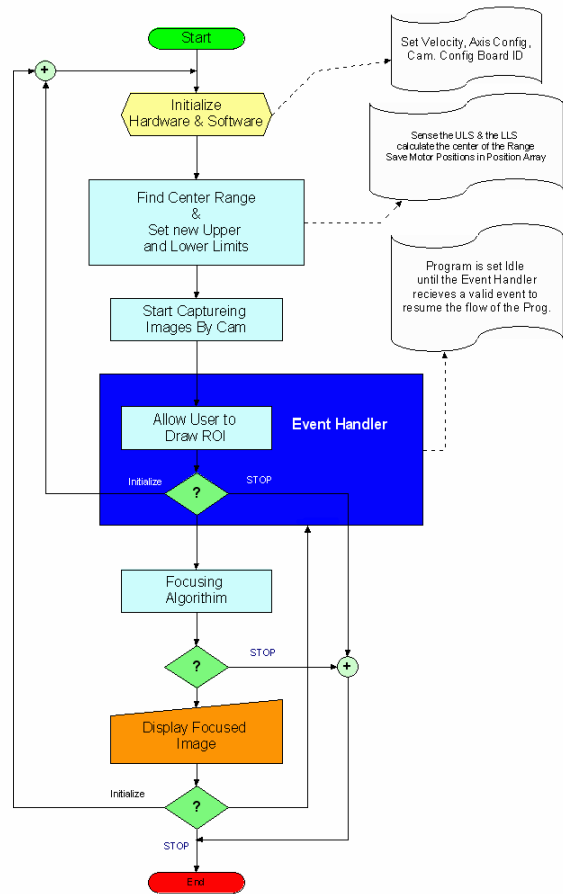 Start
Set Velocity, Axis Config,
Cam. Config Board ID
+
Initialize
Hardware & Software
Sense the ULS & the LLS
calculate the center of the Range
Save Motor Positions in Position Array
Find Center Range
&
Set new Upper
and Lower Limits
Program is set Idle
until the Event Handler
recieves a valid event to
resume the flow of the Prog.
Start Captureing
Images By Cam
Allow User to
Draw ROI
Event Handler
Initialize
?
STOP
Focusing
Algorithim
?
STOP
+
Display Focused
Image
Initialize
?
STOP
End